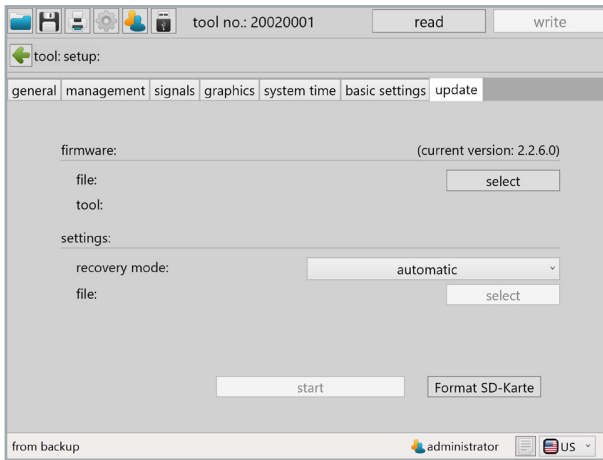 tool no.: 20020001 read write
tool: setup:
general management signals graphics system time basic settings update
firmware: (current version: 2.2.6.0)
file: select
tool:
settings:
recovery mode: automatic
file: select
start Format SD-Karte
from backup administrator US